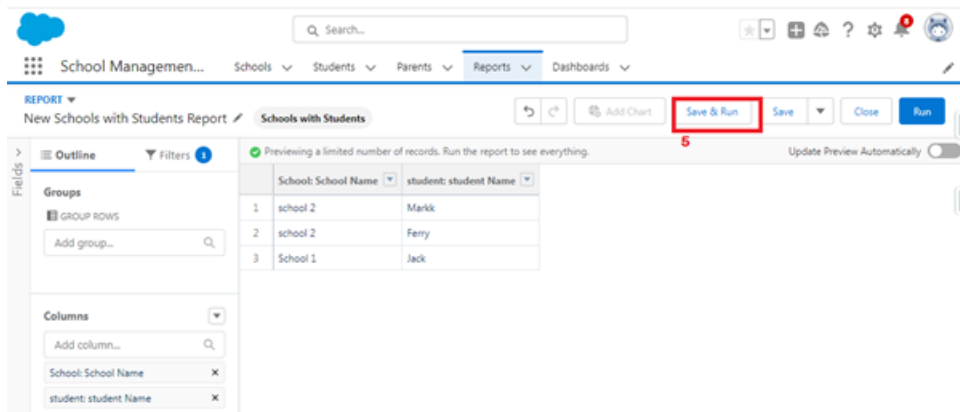 Search...
8
School Managemen... Schools Students Parents Reports Dashboards
REPORT
New Schools with Students Report Schools with Students
Add Chart Save & Run Save Close Run
5
Fields
Outline Filters 1
Previewing a limited number of records. Run the report to see everything. Update Preview Automatically
Groups
GROUP ROWS
Add group...
Columns
Add column...
School: School Name
student: student Name
School: School Name student: student Name
1 school 2 Markk
2 school 2 Ferry
3 School 1 Jack